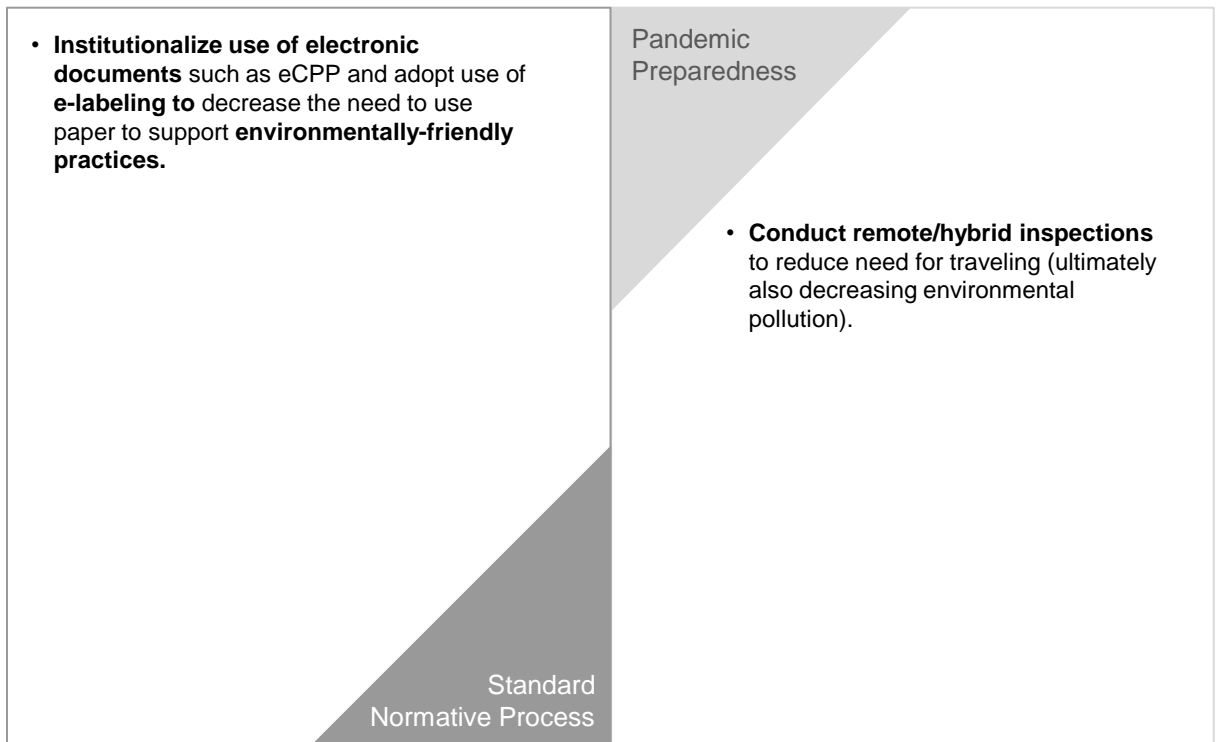 • Institutionalize use of electronic
documents such as eCPP and adopt use of
e-labeling to decrease the need to use
paper to support environmentally-friendly
practices.
Standard
Normative Process
Pandemic
Preparedness
• Conduct remote/hybrid inspections
to reduce need for traveling (ultimately
also decreasing environmental
pollution).